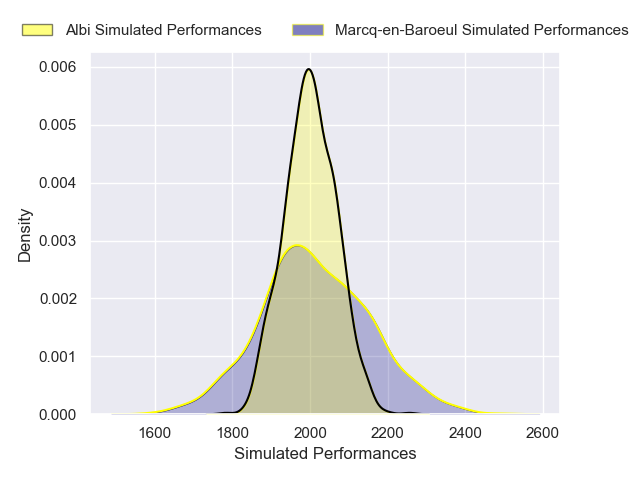 Albi Simulated Performances Marcq-en-Baroeul Simulated Performances
0.006
0.005
0.004
0.003
0.002
0.001
0.000
Density
1600 1800 2000 2200 2400 2600
Simulated Performances